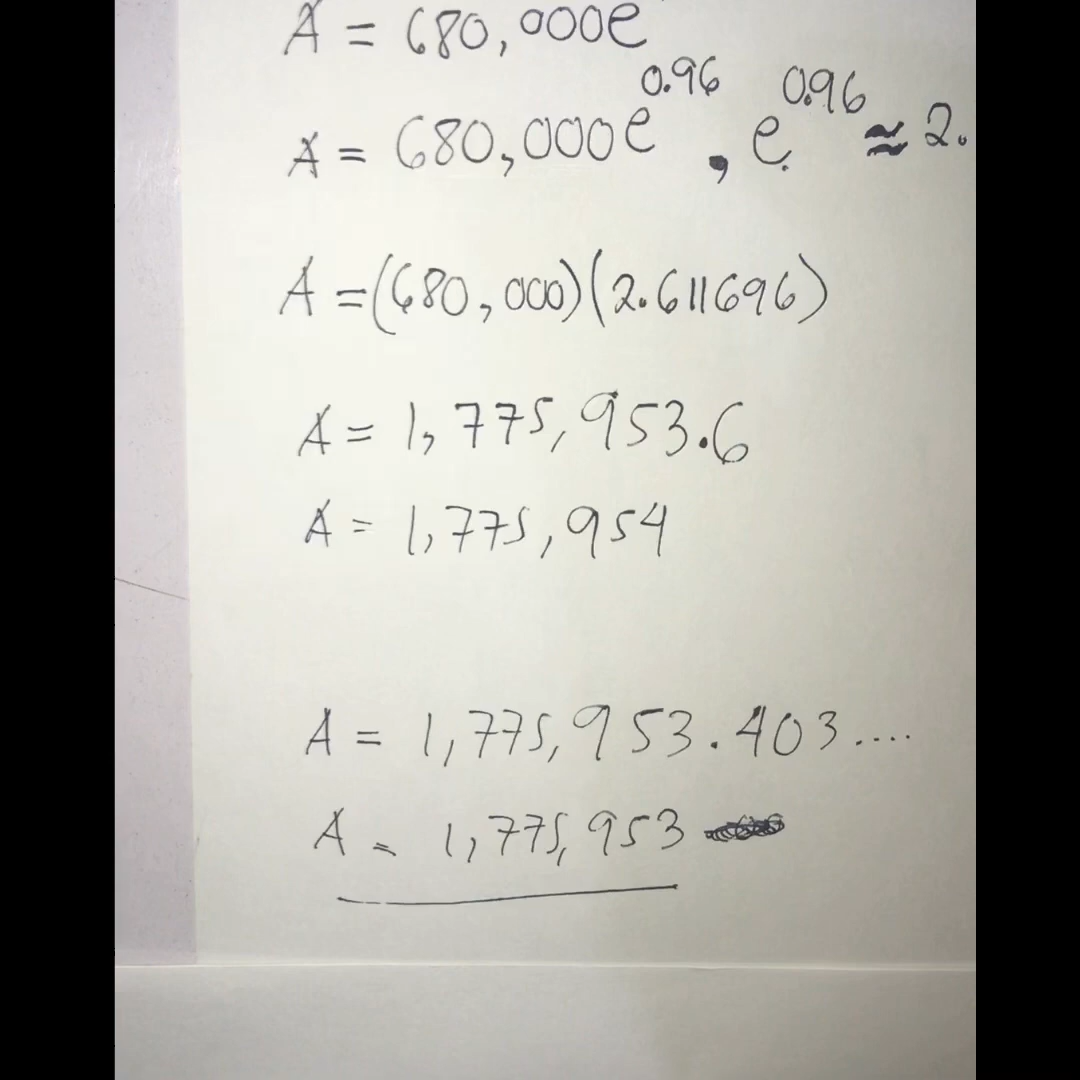 A = 680,000e
A = 680,000e^0.96, e^0.96 ≈ 2.
A =(680,000)(2.611696)
A = 1,775,953.6
A = 1,775,954
A = 1,775,953.403....
A = 1,775,953